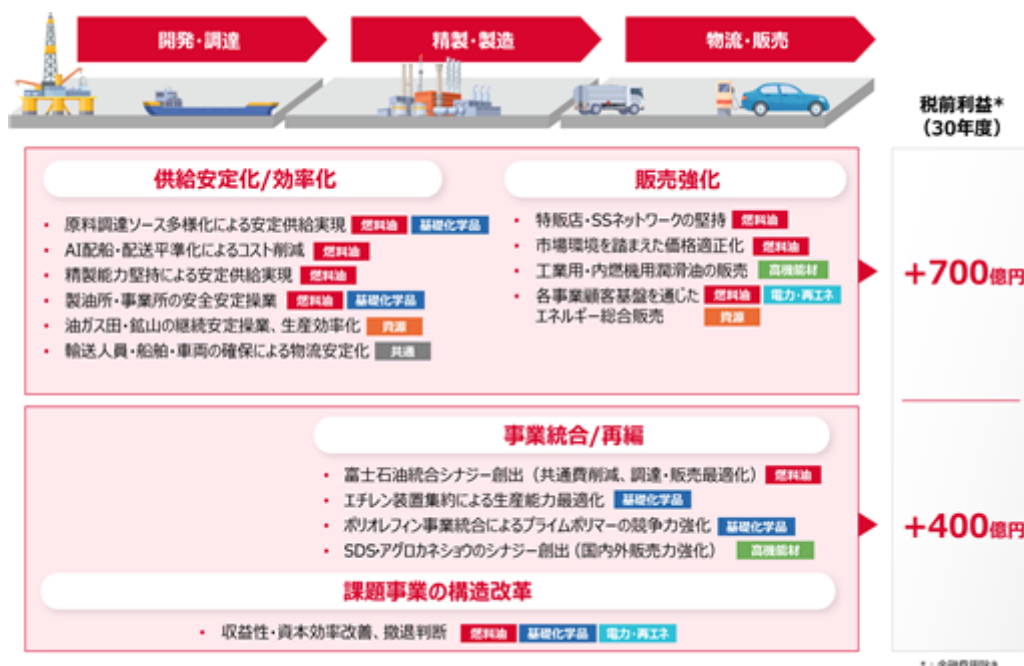 開発・調達
精製・製造
物流・販売
税前利益*
(30年度)
供給安定化/効率化
・ 原料調達ソース多様化による安定供給実現 燃料油 基礎化学品
・ AI配船・配送平準化によるコスト削減 燃料油
・ 精製能力堅持による安定供給実現 燃料油
・ 製油所・事業所の安全安定操業 燃料油 基礎化学品
・ 油ガス田・鉱山の継続安定操業、生産効率化 資源
・ 輸送人員・船舶・車両の確保による物流安定化 共通
販売強化
・ 特販店・SSネットワークの堅持 燃料油
・ 市場環境を踏まえた価格適正化 燃料油
・ 工業用・内燃機用潤滑油の販売 高機能材
・ 各事業顧客基盤を通じた 燃料油 電力・再エネ
エネルギー総合販売 資源
+700億円
事業統合/再編
・ 富士石油統合シナジー創出（共通費削減、調達・販売最適化） 燃料油
・ エチレン装置集約による生産能力最適化 基礎化学品
・ ポリオレフィン事業統合によるプライムポリマーの競争力強化 基礎化学品
・ SDS・アグロカネショウのシナジー創出（国内外販売力強化） 高機能材
課題事業の構造改革
・ 収益性・資本効率改善、撤退判断 燃料油 基礎化学品 電力・再エネ
+400億円